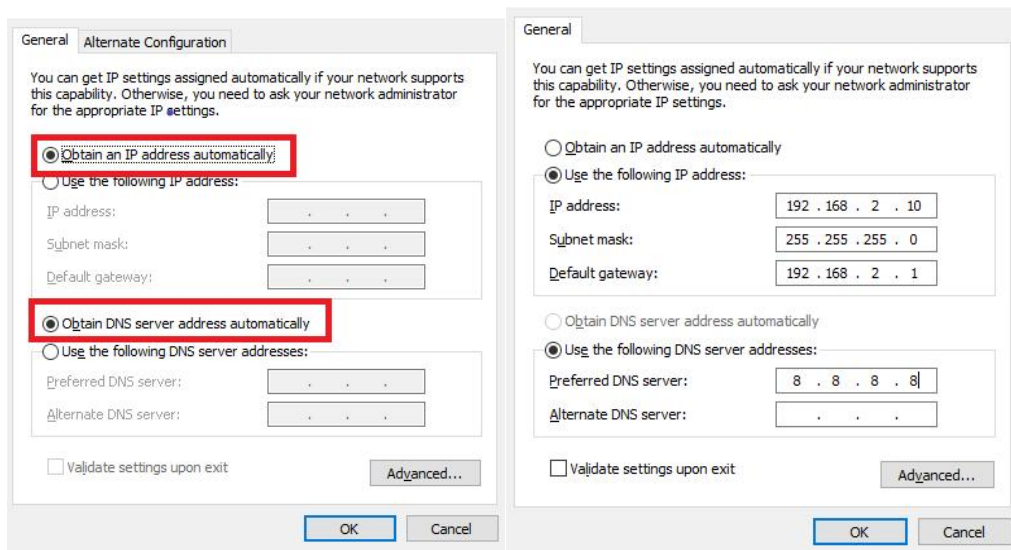 General
Alternate Configuration
You can get IP settings assigned automatically if your network supports
this capability. Otherwise, you need to ask your network administrator
for the appropriate IP settings.
Obtain an IP address automatically
Use the following IP address:
IP address:
Subnet mask:
Default gateway:
Obtain DNS server address automatically
Use the following DNS server addresses:
Preferred DNS server:
Alternate DNS server:
Validate settings upon exit
Advanced...
OK
Cancel
General
You can get IP settings assigned automatically if your network supports
this capability. Otherwise, you need to ask your network administrator
for the appropriate IP settings.
Obtain an IP address automatically
Use the following IP address:
IP address: 192 . 168 . 2 . 10
Subnet mask: 255 . 255 . 255 . 0
Default gateway: 192 . 168 . 2 . 1
Obtain DNS server address automatically
Use the following DNS server addresses:
Preferred DNS server: 8 . 8 . 8 . 8
Alternate DNS server: . . .
Validate settings upon exit
Advanced...
OK
Cancel